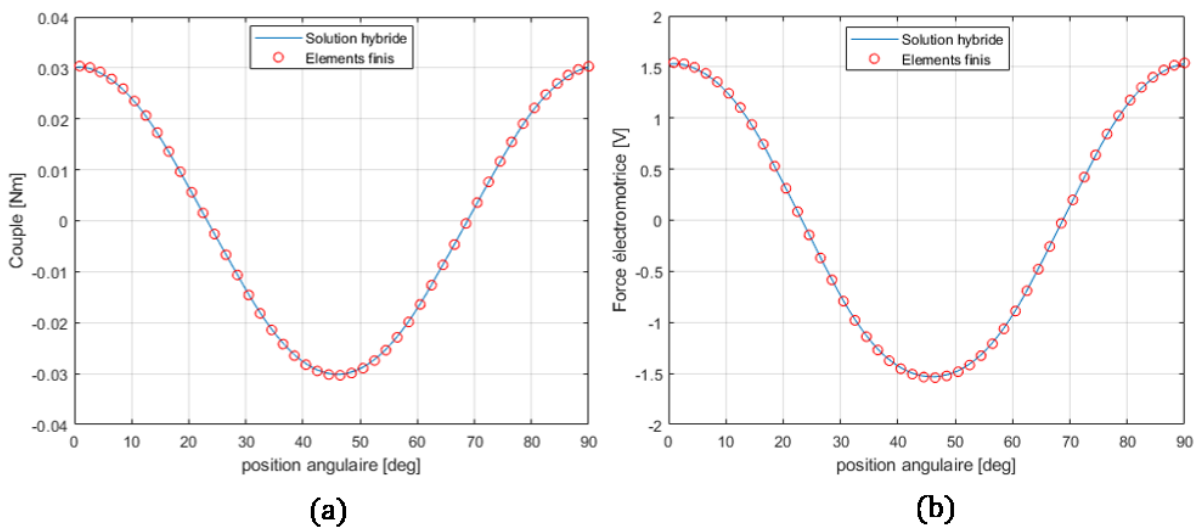 0.04
0.03
0.02
0.01
0
-0.01
-0.02
-0.03
-0.04
Couple [Nm]
Solution hybride
Elements finis
0 10 20 30 40 50 60 70 80 90
position angulaire [deg]
(a)
2
1.5
1
0.5
0
-0.5
-1
-1.5
-2
Force électromotrice [V]
Solution hybride
Elements finis
0 10 20 30 40 50 60 70 80 90
position angulaire [deg]
(b)